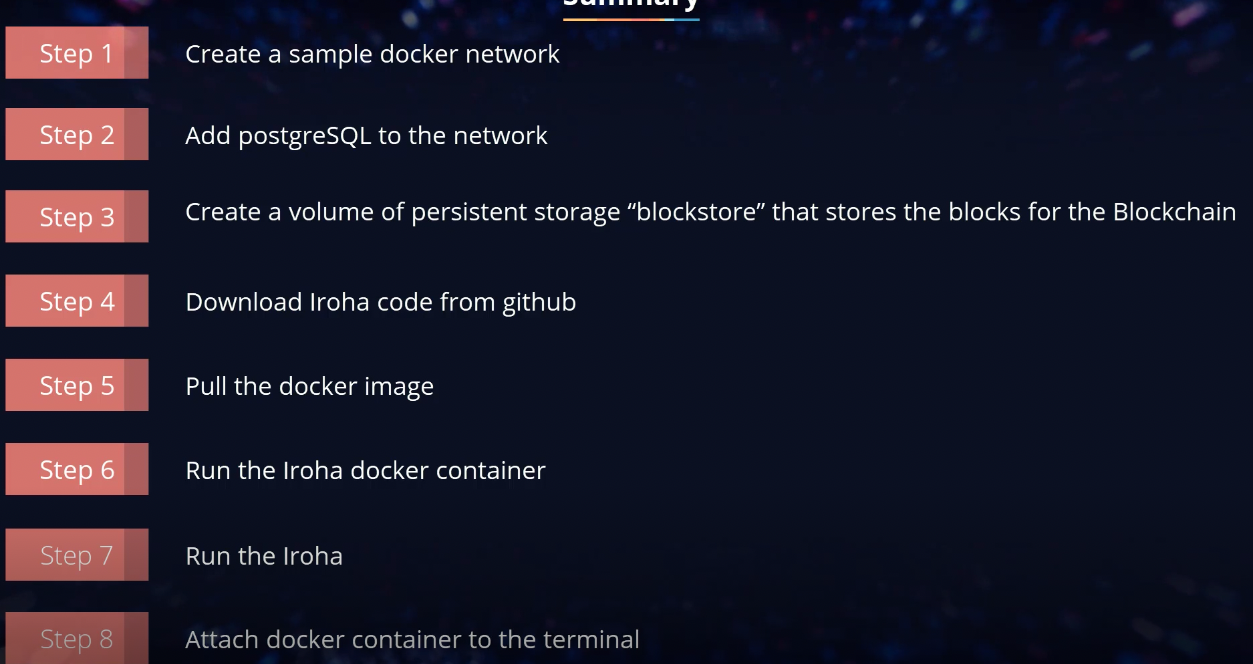 Summary
Step 1 Create a sample docker network
Step 2 Add postgreSQL to the network
Step 3 Create a volume of persistent storage “blockstore” that stores the blocks for the Blockchain
Step 4 Download Iroha code from github
Step 5 Pull the docker image
Step 6 Run the Iroha docker container
Step 7 Run the Iroha
Step 8 Attach docker container to the terminal